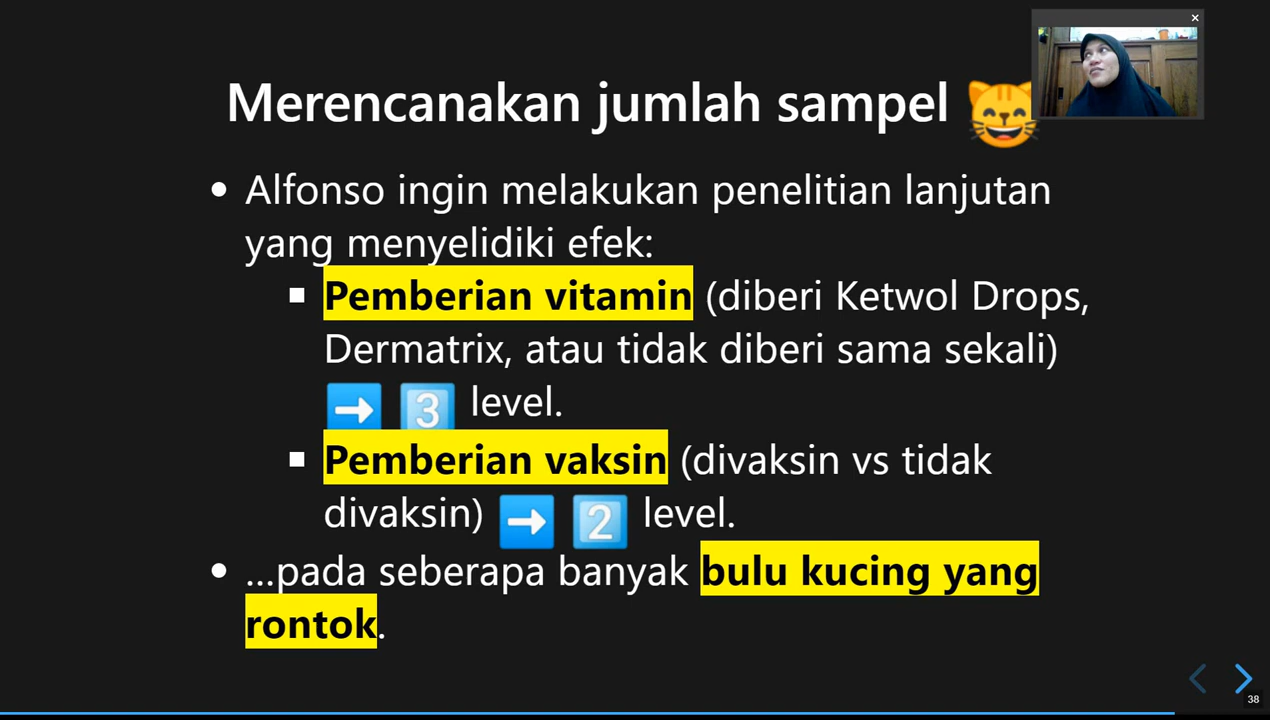 Merencanakan jumlah sampel
Alfonso ingin melakukan penelitian lanjutan
yang menyelidiki efek:
Pemberian vitamin (diberi Ketwol Drops,
Dermatrix, atau tidak diberi sama sekali)
➡ 3 level.
Pemberian vaksin (divaksin vs tidak
divaksin) ➡ 2 level.
...pada seberapa banyak bulu kucing yang
rontok.
38